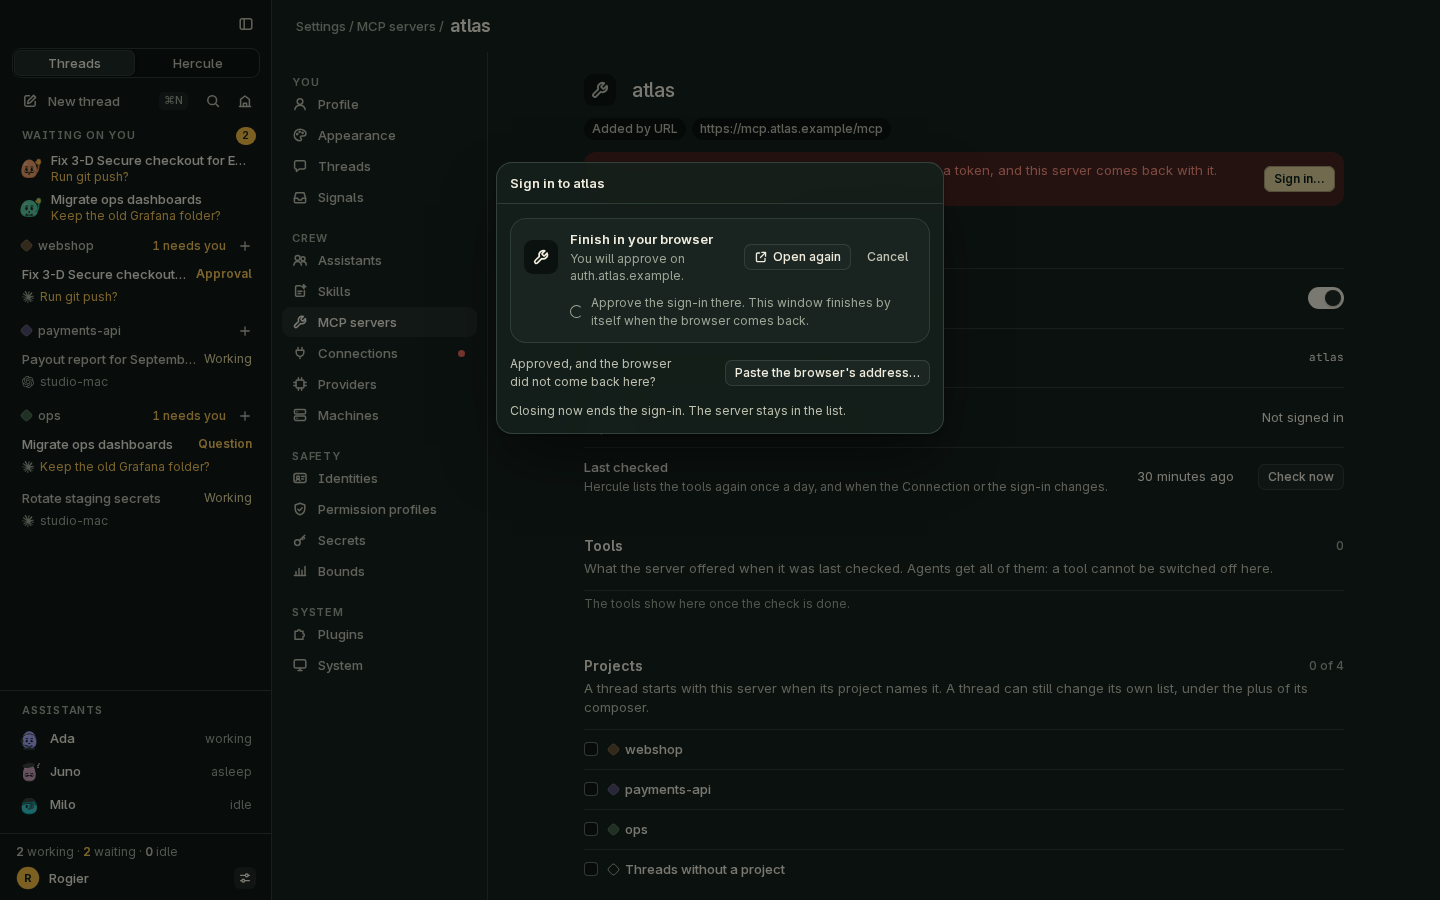 Settings / MCP servers / atlas
Threads
Hercule
New thread
⌘N
WAITING ON YOU
2
Fix 3-D Secure checkout for E…
Run git push?
Migrate ops dashboards
Keep the old Grafana folder?
webshop
1 needs you
Fix 3-D Secure checkout…
Approval
Run git push?
payments-api
Payout report for Septemb…
Working
studio-mac
ops
1 needs you
Migrate ops dashboards
Question
Keep the old Grafana folder?
Rotate staging secrets
Working
studio-mac
ASSISTANTS
Ada
working
Juno
asleep
Milo
idle
2 working · 2 waiting · 0 idle
R
Rogier
YOU
Profile
Appearance
Threads
Signals
CREW
Assistants
Skills
MCP servers
Connections
Providers
Machines
SAFETY
Identities
Permission profiles
Secrets
Bounds
SYSTEM
Plugins
System
atlas
Added by URL
https://mcp.atlas.example/mcp
a token, and this server comes back with it.
Sign in…
Sign in to atlas
Finish in your browser
You will approve on
auth.atlas.example.
Open again
Cancel
Approve the sign-in there. This window finishes by
itself when the browser comes back.
Approved, and the browser
did not come back here?
Paste the browser's address…
Closing now ends the sign-in. The server stays in the list.
atlas
Not signed in
Last checked
Hercule lists the tools again once a day, and when the Connection or the sign-in changes.
30 minutes ago
Check now
Tools
0
What the server offered when it was last checked. Agents get all of them: a tool cannot be switched off here.
The tools show here once the check is done.
Projects
0 of 4
A thread starts with this server when its project names it. A thread can still change its own list, under the plus of its
composer.
webshop
payments-api
ops
Threads without a project